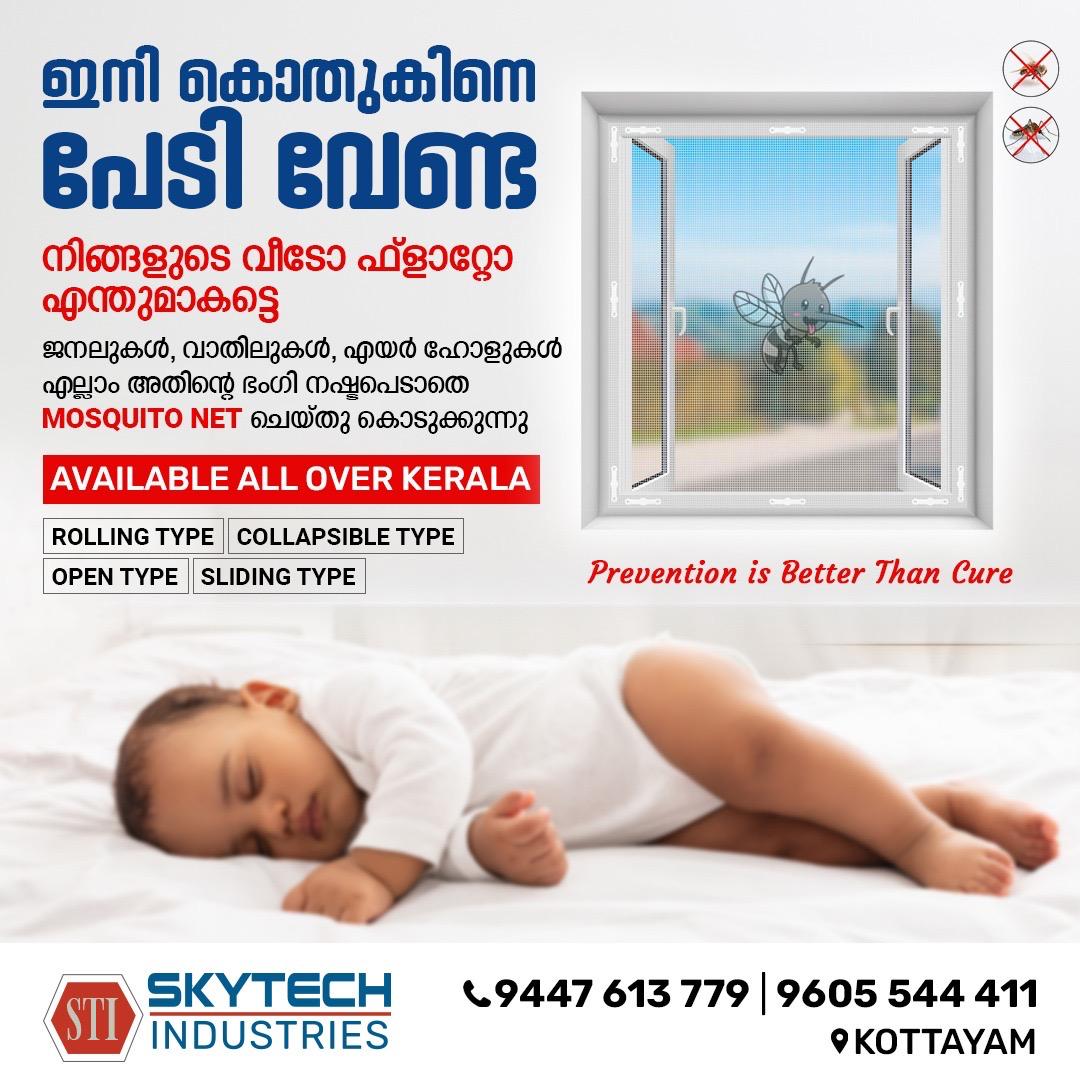 ഇനി കൊതുകിനെ
പേടി വേണ്ട
നിങ്ങളുടെ വീടോ ഫ്ളാറ്റോ
എന്തുമാകട്ടെ
ജനലുകൾ, വാതിലുകൾ, എയർ ഹോളുകൾ
എല്ലാം അതിന്റെ ഭംഗി നഷ്ടപെടാതെ
MOSQUITO NET ചെയ്തു കൊടുക്കുന്നു
AVAILABLE ALL OVER KERALA
ROLLING TYPE COLLAPSIBLE TYPE
OPEN TYPE SLIDING TYPE
Prevention is Better Than Cure
STI SKYTECH
INDUSTRIES
9447 613 779 | 9605 544 411
KOTTAYAM